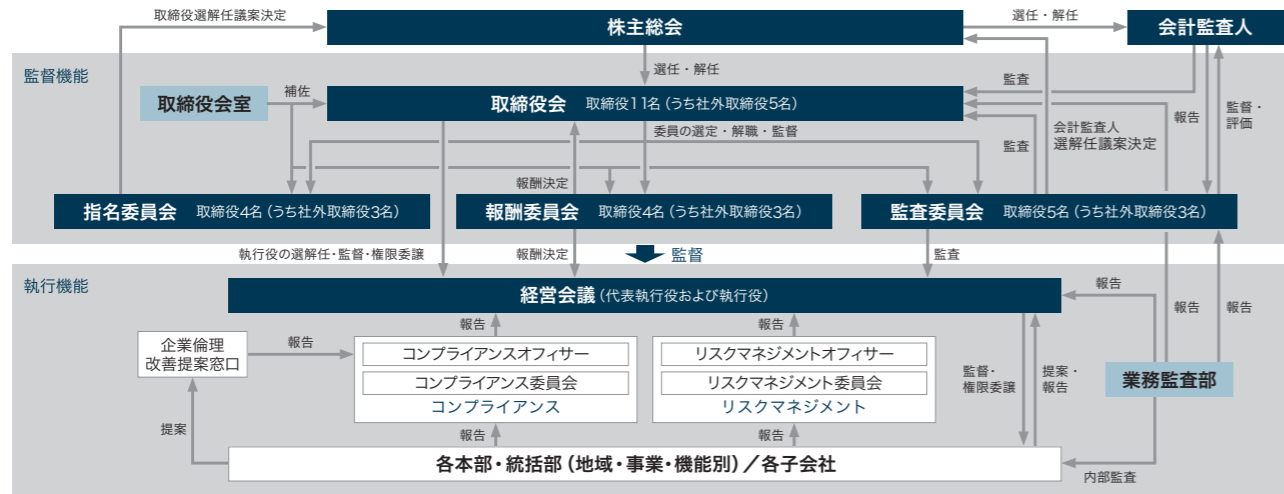 取締役選解任議案決定
株主総会
選任・解任
会計監査人
監督機能
選任・解任
取締役会室
補佐
取締役会 取締役11名（うち社外取締役5名）
監査
報告
監督・
評価
委員の選定・解職・監督
監査
会計監査人
選解任議案決定
報酬決定
指名委員会 取締役4名（うち社外取締役3名）
報酬委員会 取締役4名（うち社外取締役3名）
監査委員会 取締役5名（うち社外取締役3名）
執行役の選解任・監督・権限委譲
報酬決定
監督
監査
執行機能
経営会議（代表執行役および執行役）
報告
報告
報告
報告
報告
企業倫理
改善提案窓口
報告
コンプライアンスオフィサー
コンプライアンス委員会
コンプライアンス
リスクマネジメントオフィサー
リスクマネジメント委員会
リスクマネジメント
監督・
権限委譲
提案・
報告
業務監査部
提案
報告
報告
各本部・統括部（地域・事業・機能別）／各子会社
内部監査